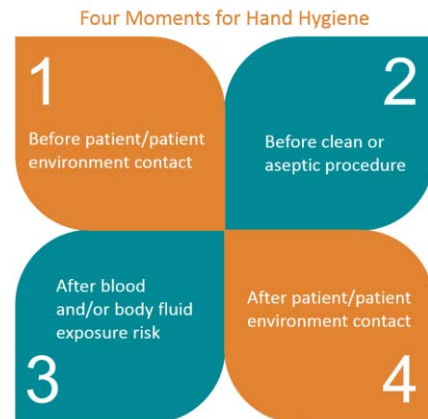 Four Moments for Hand Hygiene
1
Before patient/patient
environment contact
2
Before clean or
aseptic procedure
After blood
and/or body fluid
exposure risk
3
After patient/patient
environment contact
4